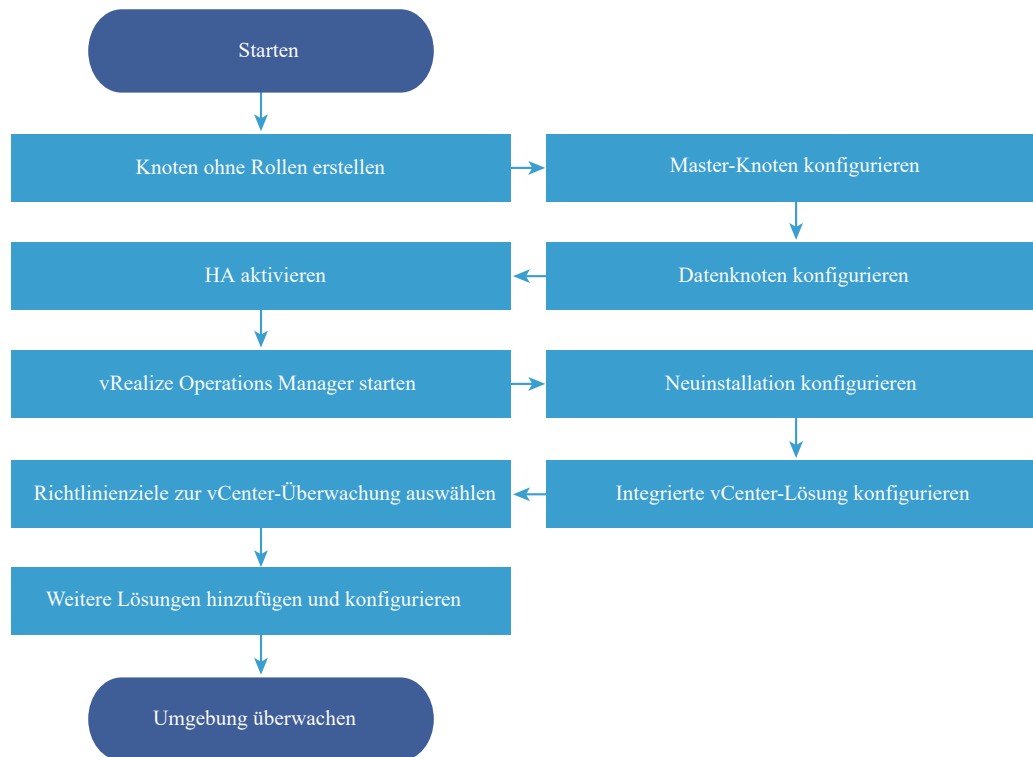 Starten
Knoten ohne Rollen erstellen
Master-Knoten konfigurieren
Datenknoten konfigurieren
HA aktivieren
vRealize Operations Manager starten
Neuinstallation konfigurieren
Integrierte vCenter-Lösung konfigurieren
Richtlinienziele zur vCenter-Überwachung auswählen
Weitere Lösungen hinzufügen und konfigurieren
Umgebung überwachen